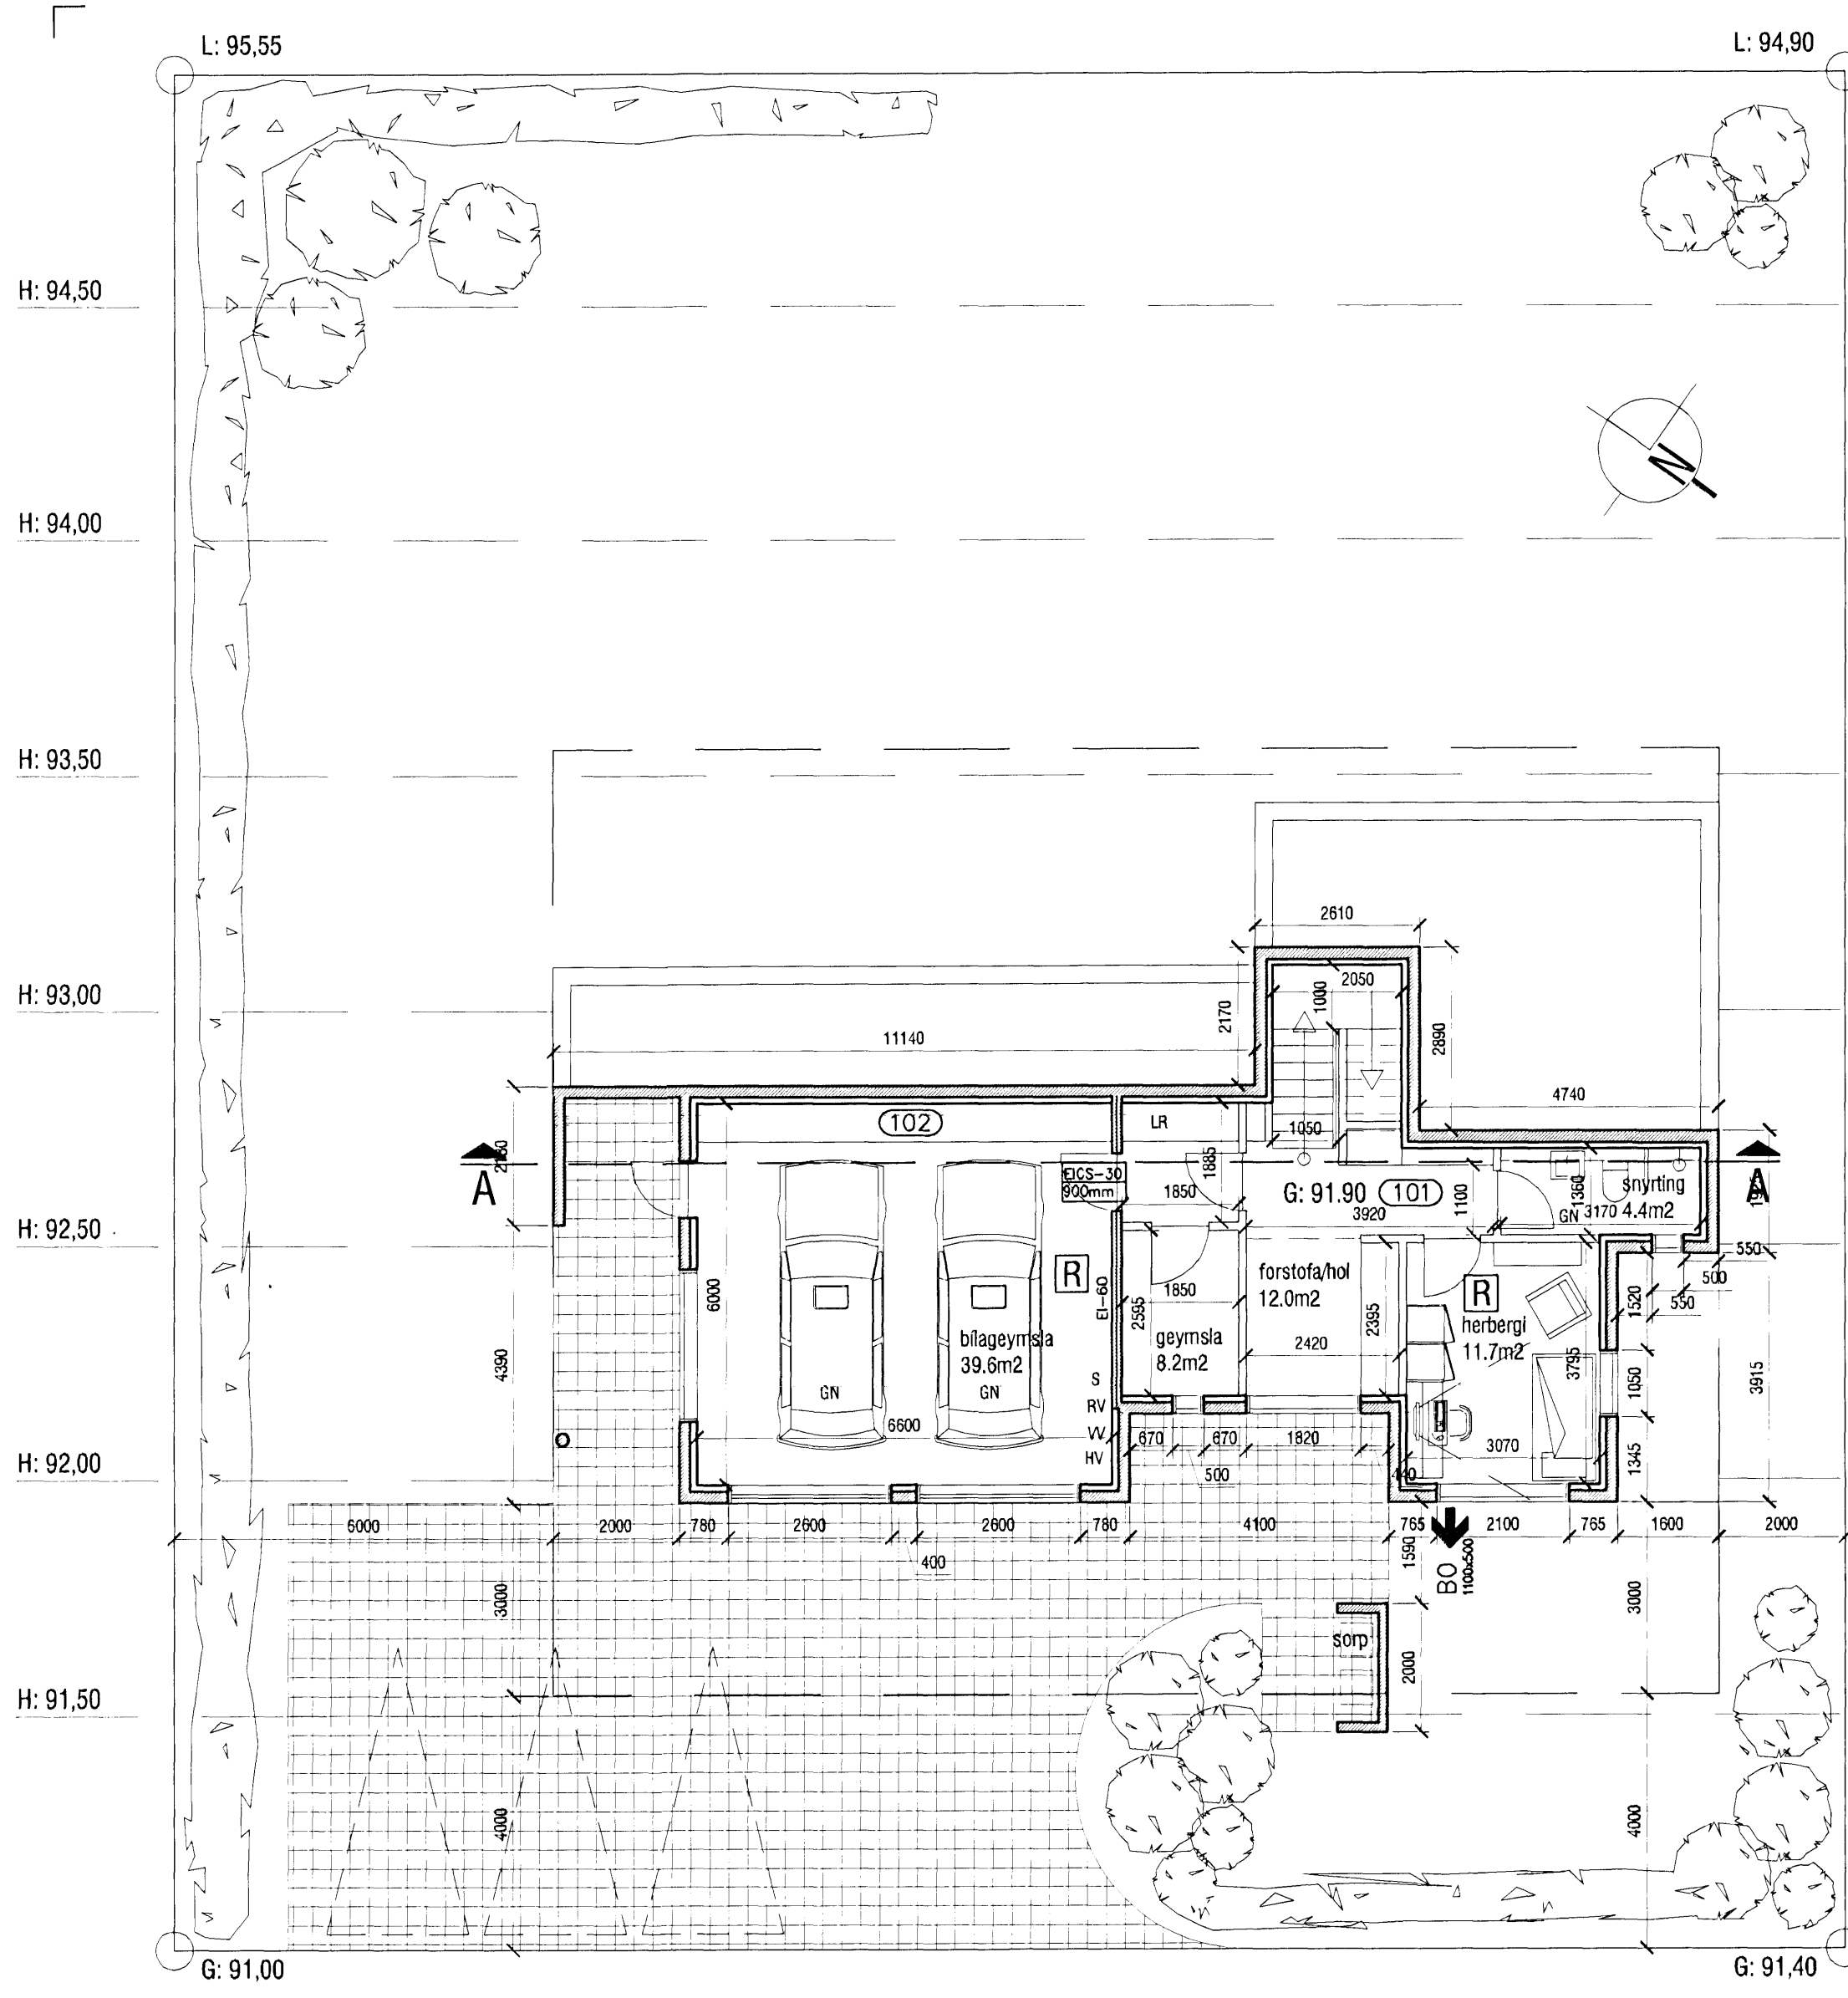 L: 95,55
L: 94,90
H: 94,50
N
H: 94,00
H: 93,50
2610
H: 93,00
2050
1000
2170
11140
2890
4740
102
LR
1050
A
EICS-30
900mm
1885
1850
G: 91.90
101
1100
1360
snyrting
4.4m2
A
3920
GN
3170
H: 92,50
550
500
550
R
EI-60
6000
forstofa/hol
12.0m2
R
1520
2595
1850
2395
herbergi
11.7m2
bílageymsla
39.6m2
geymsla
8.2m2
2420
3795
4390
1050
3915
GN
GN
S
RV
VV
HV
6600
670
670
1820
500
440
3070
1345
H: 92,00
6000
2000
780
2600
2600
780
4100
765
2100
765
1600
2000
400
1590
BO
1100x500
3000
3000
sorp
2000
H: 91,50
4000
4000
G: 91,00
G: 91,40